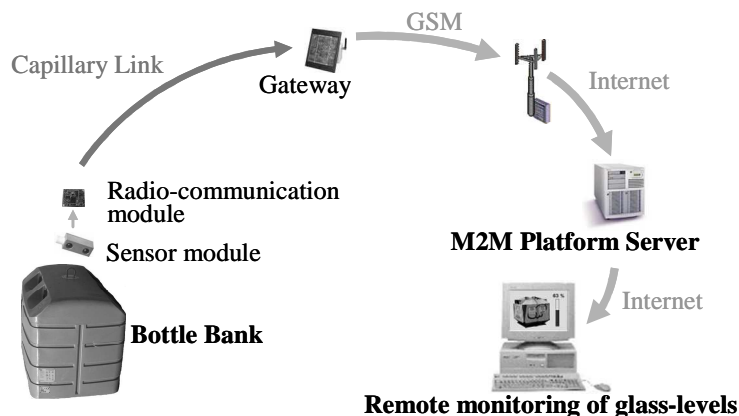 GSM
Capillary Link
Gateway
Internet
Radio-communication
module
M2M Platform Server
Sensor module
Internet
Bottle Bank
43 %
Remote monitoring of glass-levels